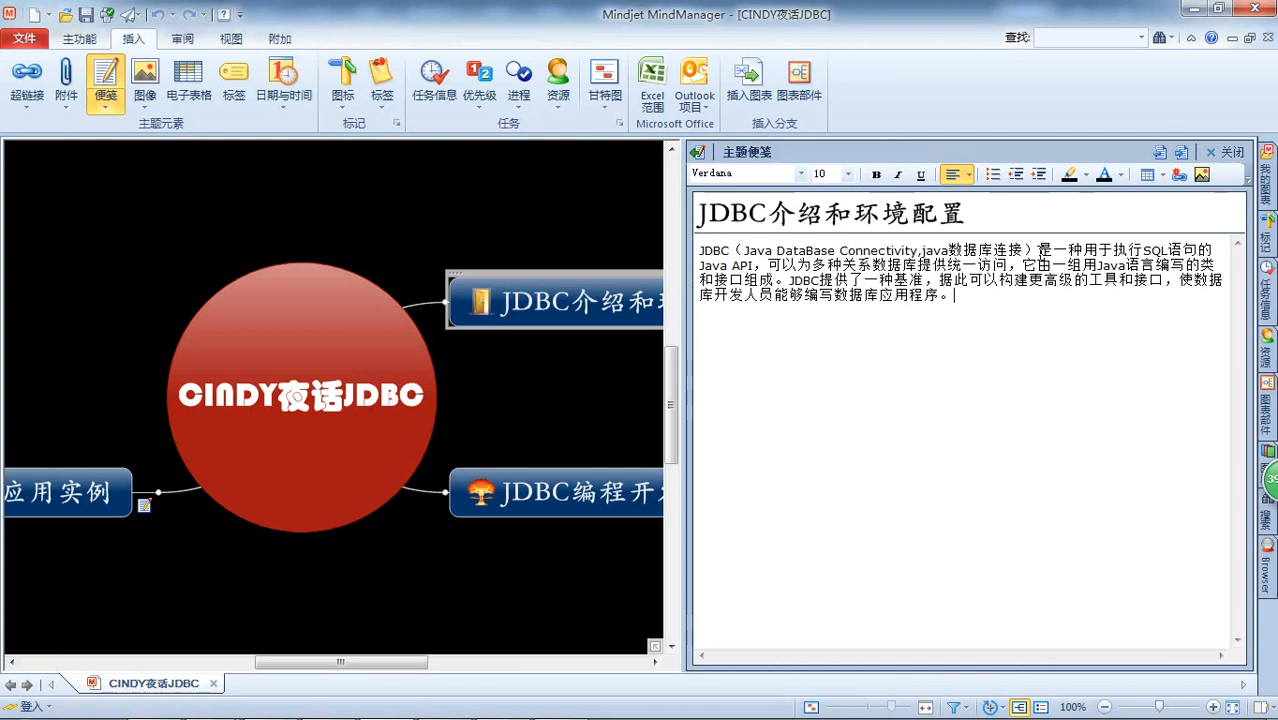 Mindjet MindManager - [CINDY夜话JDBC]
文件 主功能 插入 审阅 视图 附加 查找:
超链接 附件 便笺 图像 电子表格 标签 日期与时间 图标 标签 任务信息 优先级 进程 资源 甘特图 Excel 范围 Outlook 项目 插入图表 图表部件
主题元素 标记 任务 Microsoft Office 插入分支
主题便笺 关闭
Verdana 10 B I U A
JDBC介绍和环境配置
JDBC（Java DataBase Connectivity,java数据库连接）是一种用于执行SQL语句的
Java API，可以为多种关系数据库提供统一访问，它由一组用Java语言编写的类
和接口组成。JDBC提供了一种基准，据此可以构建更高级的工具和接口，使数据
库开发人员能够编写数据库应用程序。
JDBC介绍和环
CINDY夜话JDBC
应用实例
JDBC编程开发
我的图表
标记
任务信息
资源
图表部件
39
搜索
Browser
CINDY夜话JDBC
登入 100%